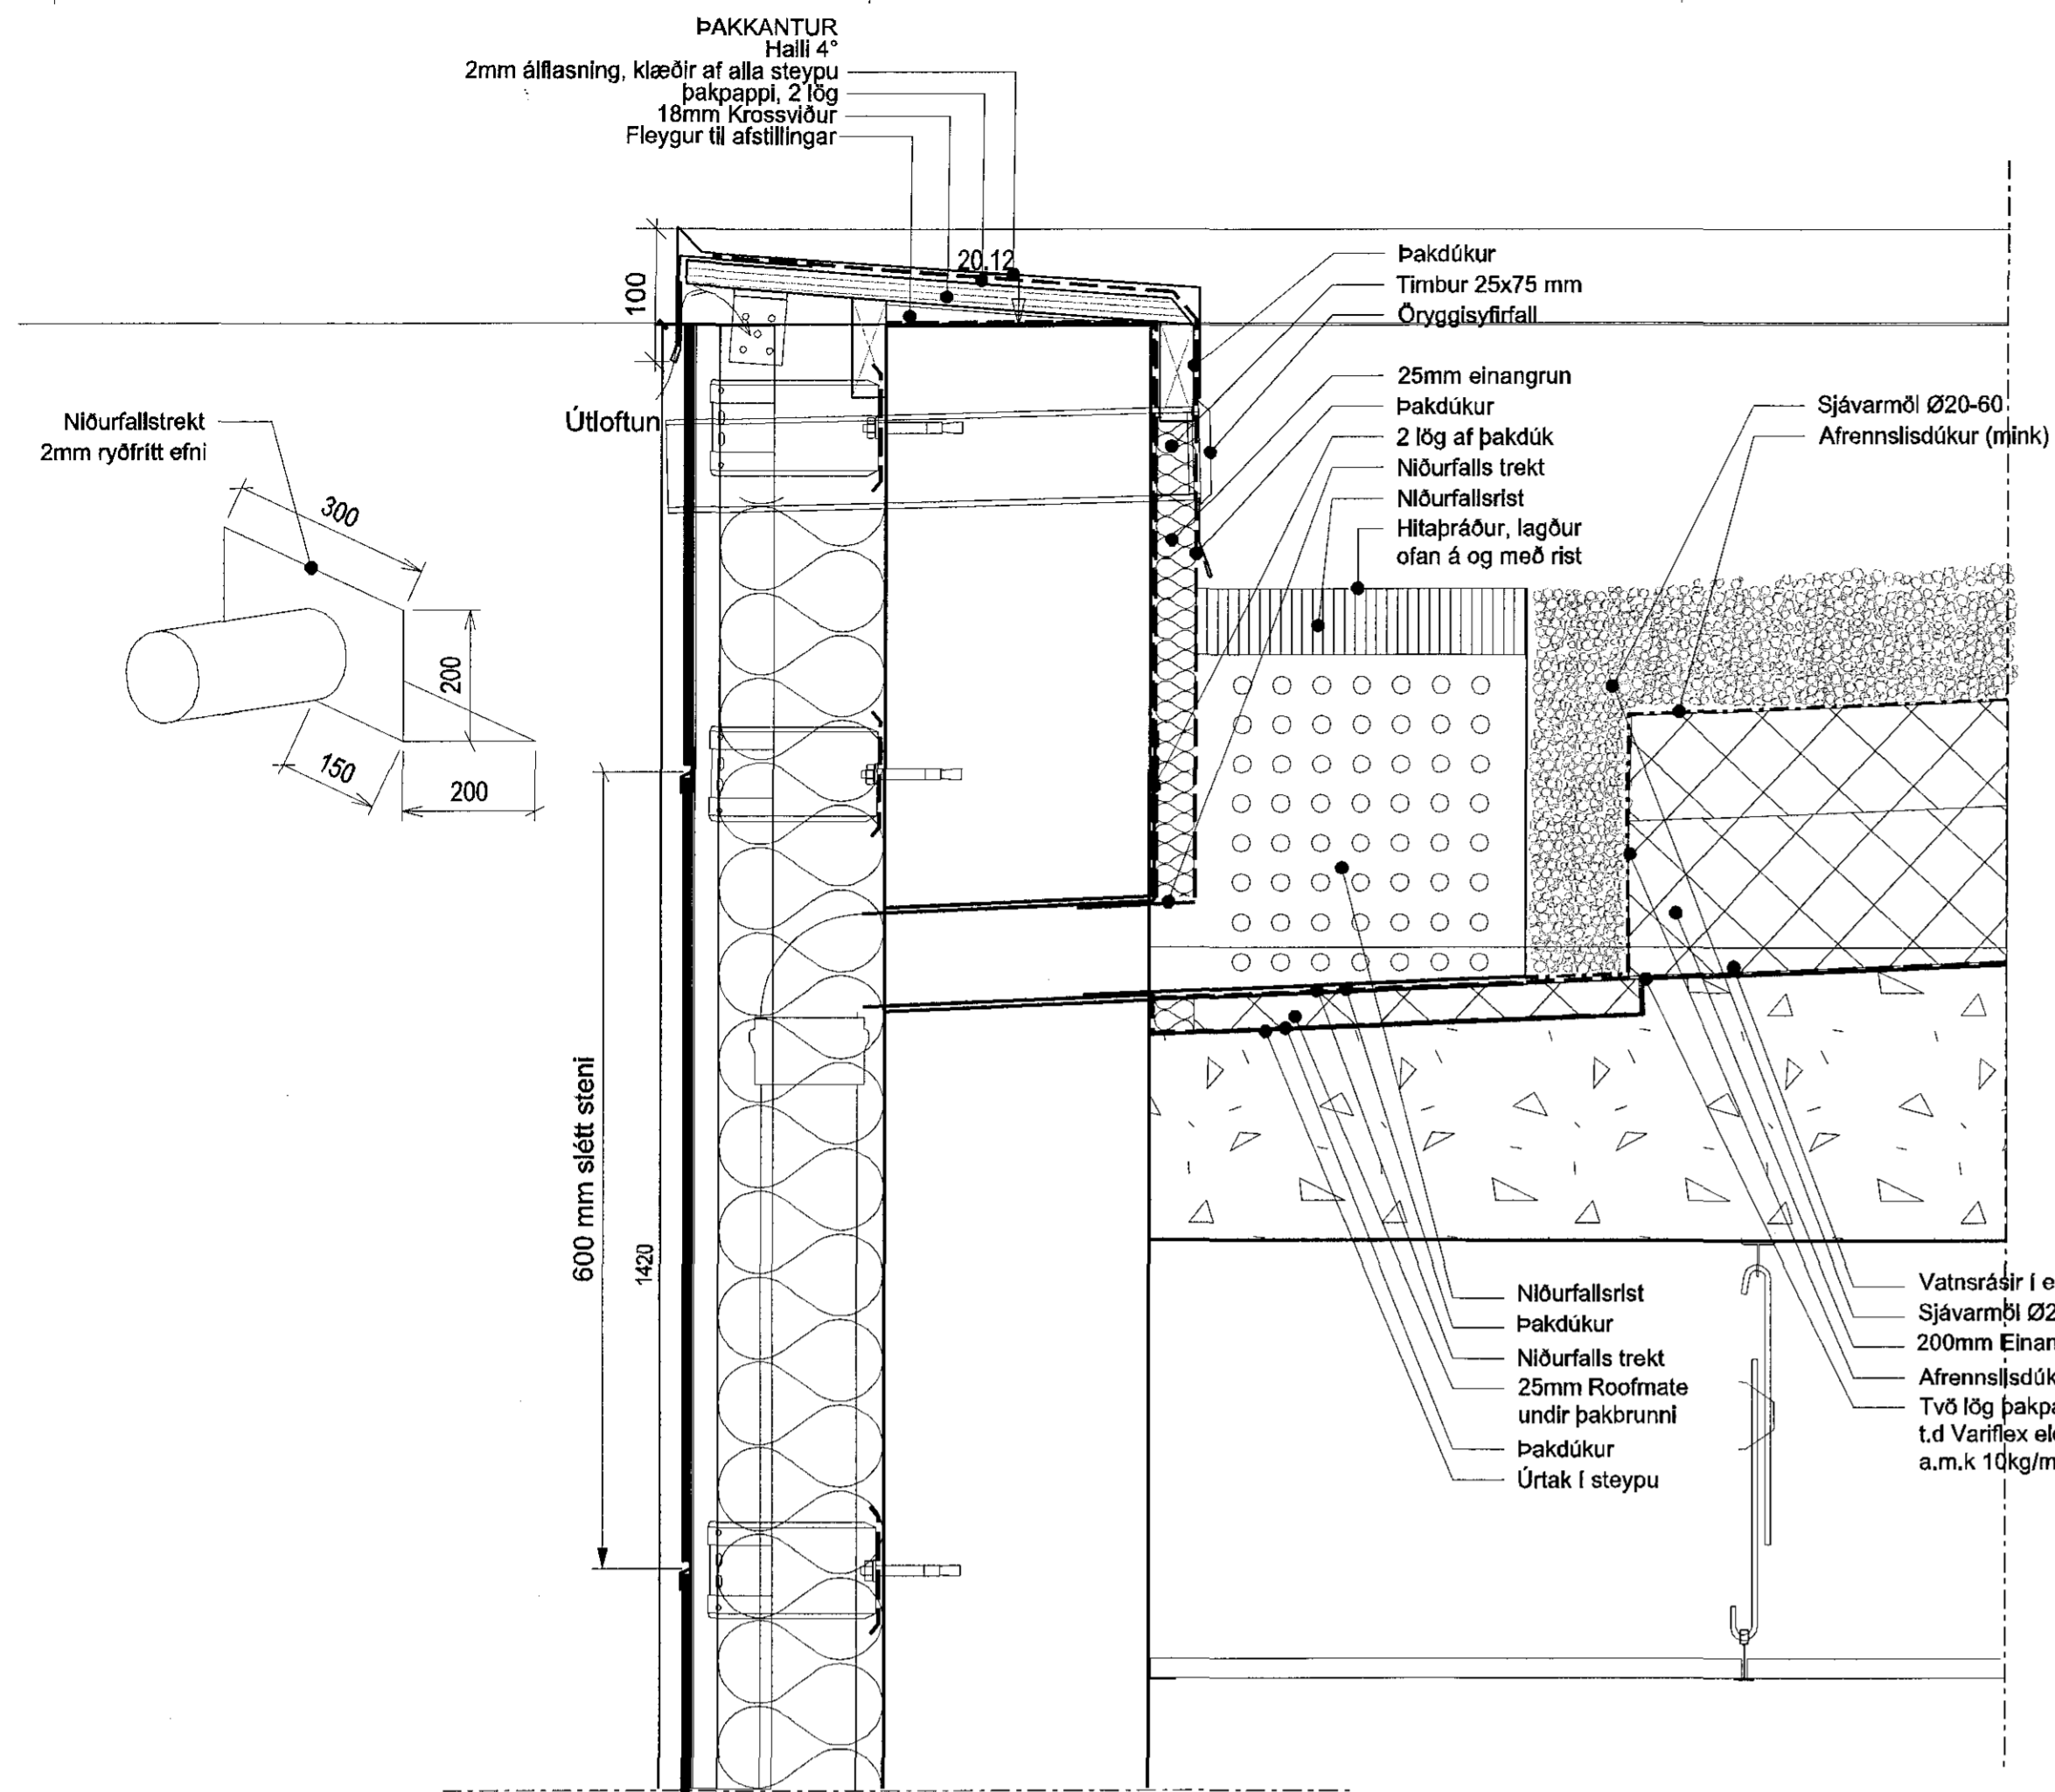 ÞAKKANTUR
Halli 4°
2mm álflasning, klæðir af alla steypu
þakpappi, 2 lög
18mm Krossviður
Fleygur til afstillingar
20.12
100
Útloftun
Niðurfallstrekt
2mm ryðfrítt efni
300
200
150
200
Þakdúkur
Timbur 25x75 mm
Öryggisyfirfall
25mm einangrun
Þakdúkur
2 lög af þakdúk
Niðurfalls trekt
Niðurfallsrist
Hitaþráður, lagður
ofan á og með rist
Sjávarmöl Ø20-60
Afrennslisdúkur (mink)
600 mm slétt steni
1420
Niðurfallsrist
Þakdúkur
Niðurfalls trekt
25mm Roofmate
undir þakbrunni
Þakdúkur
Úrtak í steypu
Vatnsrásir í e
Sjávarmöl Ø2
200mm Einan
Afrennslisdúk
Tvö lög þakpa
t.d Variflex ele
a.m.k 10kg/m